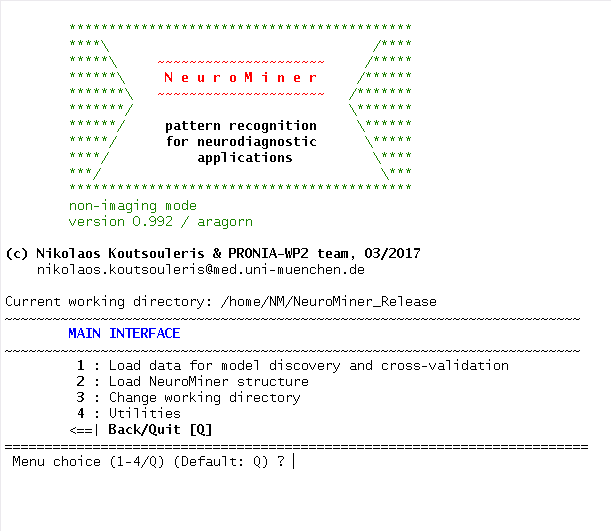 *******************************************
****\ /****
*****\ ~~~~~~~~~~~~~~~~~~~~~ /*****
******\ N e u r o M i n e r /******
*******\ ~~~~~~~~~~~~~~~~~~~~~ /*******
*******/ \*******
******/ pattern recognition \******
*****/ for neurodiagnostic \*****
****/ applications \****
***/ \***
*******************************************
non-imaging mode
version 0.992 / aragorn
(c) Nikolaos Koutsouleris & PRONIA-WP2 team, 03/2017
nikolaos.koutsouleris@med.uni-muenchen.de
Current working directory: /home/NM/NeuroMiner_Release
~~~~~~~~~~~~~~~~~~~~~~~~~~~~~~~~~~~~~~~~~~~~~~~~~~~~~~~~~~~~~~~~~~~~~~~~
MAIN INTERFACE
~~~~~~~~~~~~~~~~~~~~~~~~~~~~~~~~~~~~~~~~~~~~~~~~~~~~~~~~~~~~~~~~~~~~~~~~
1 : Load data for model discovery and cross-validation
2 : Load NeuroMiner structure
3 : Change working directory
4 : Utilities
<==| Back/Quit [Q]
=========================================================================
Menu choice (1-4/Q) (Default: Q) ? |